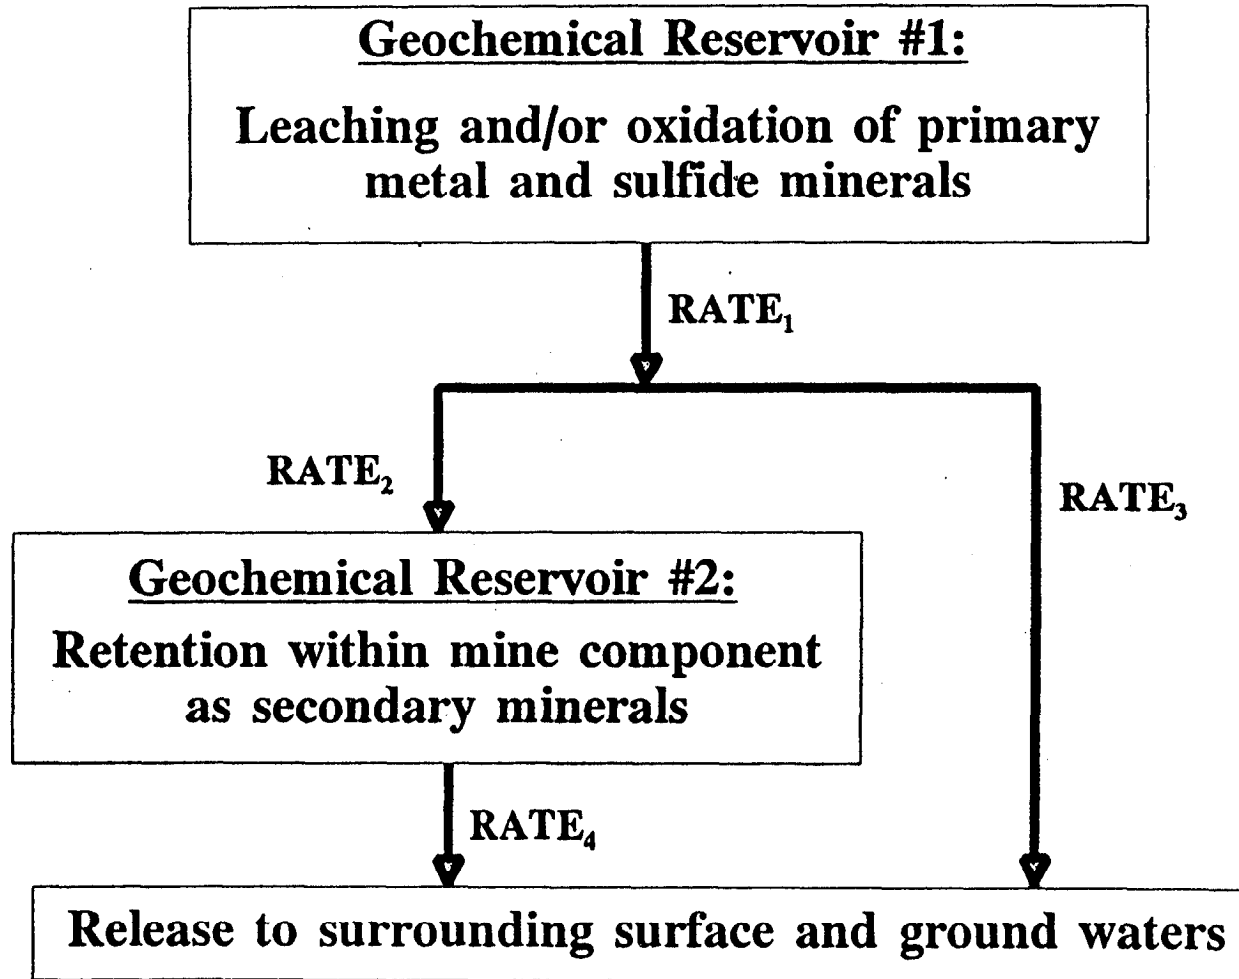 Geochemical Reservoir #1:
Leaching and/or oxidation of primary
metal and sulfide minerals
RATE₁
RATE₂
RATE₃
Geochemical Reservoir #2:
Retention within mine component
as secondary minerals
RATE₄
Release to surrounding surface and ground waters